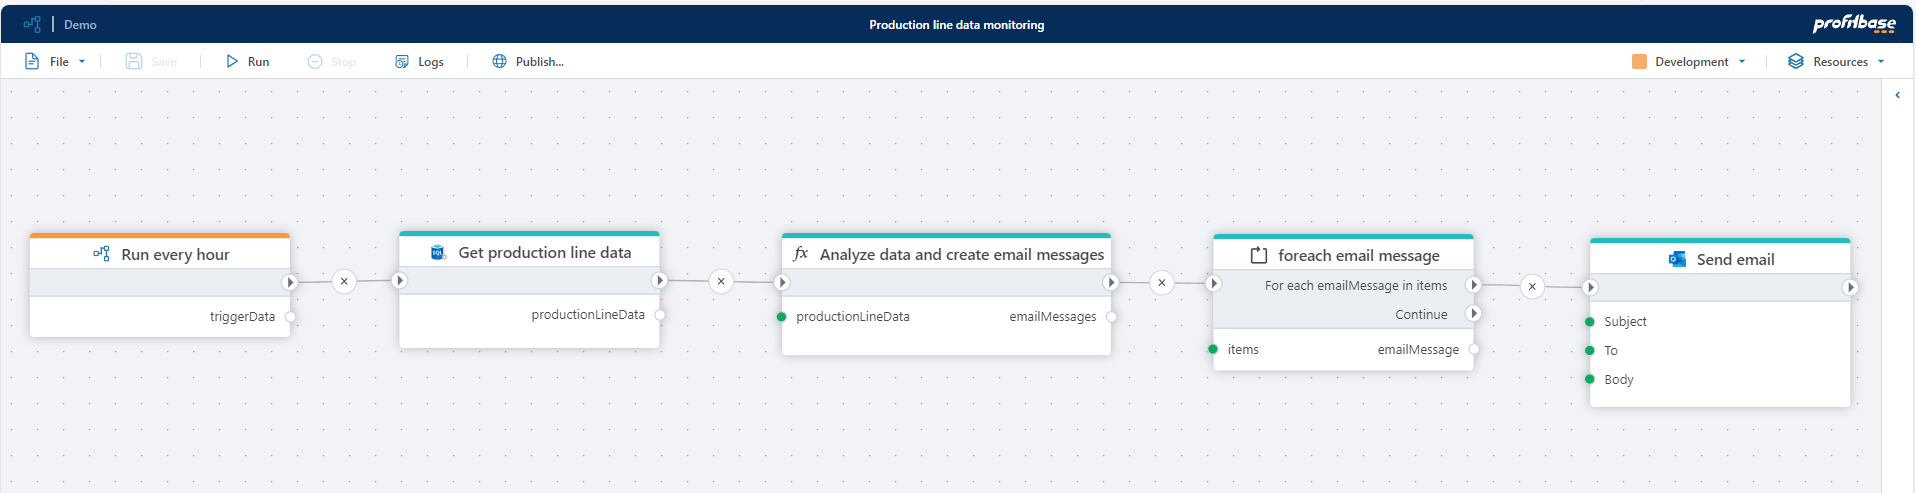 Demo
Production line data monitoring
profitbase
File
Save
Run
Stop
Logs
Publish...
Development
Resources
Run every hour
triggerData
SQL
Get production line data
productionLineData
fx
Analyze data and create email messages
productionLineData
emailMessages
foreach email message
For each emailMessage in items
Continue
items
emailMessage
Send email
Subject
To
Body